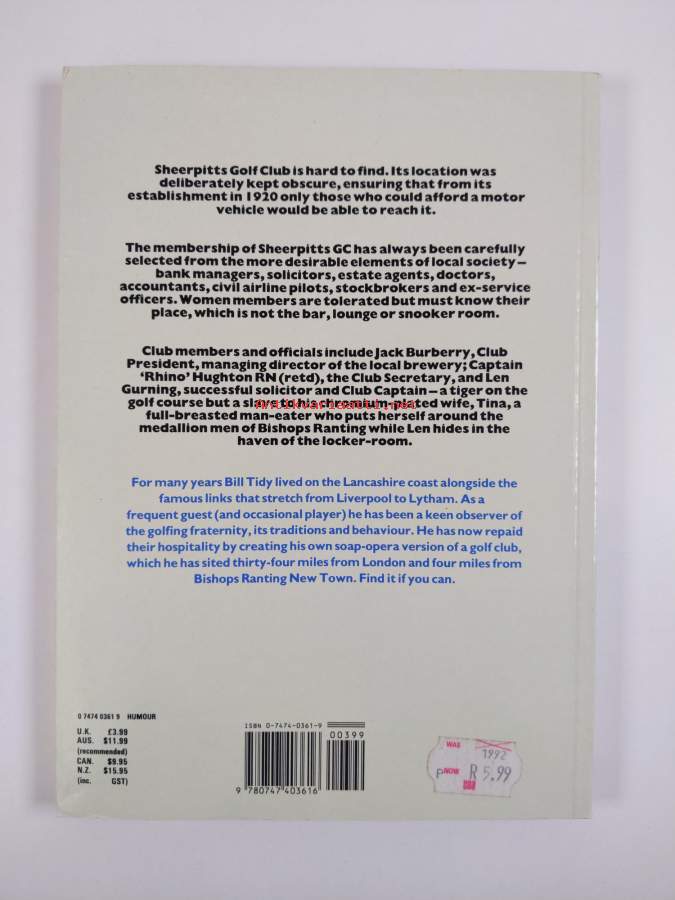 Sheerpitts Golf Club is hard to find. Its location was
deliberately kept obscure, ensuring that from its
establishment in 1920 only those who could afford a motor
vehicle would be able to reach it.
The membership of Sheerpitts GC has always been carefully
selected from the more desirable elements of local society –
bank managers, solicitors, estate agents, doctors,
accountants, civil airline pilots, stockbrokers and ex-service
officers. Women members are tolerated but must know their
place, which is not the bar, lounge or snooker room.
Club members and officials include Jack Burberry, Club
President, managing director of the local brewery; Captain
‘Rhino’ Hughton RN (retd), the Club Secretary, and Len
Gurning, successful solicitor and Club Captain – a tiger on the
golf course but a slave to his chromium-plated wife, Tina, a
full-breasted man-eater who puts herself around the
medallion men of Bishops Ranting while Len hides in the
haven of the locker-room.
For many years Bill Tidy lived on the Lancashire coast alongside the
famous links that stretch from Liverpool to Lytham. As a
frequent guest (and occasional player) he has been a keen observer of
the golfing fraternity, its traditions and behaviour. He has now repaid
their hospitality by creating his own soap-opera version of a golf club,
which he has sited thirty-four miles from London and four miles from
Bishops Ranting New Town. Find it if you can.
0 7474 0361 9 HUMOUR
U.K. £3.99
AUS. $11.99
(recommended)
CAN. $9.95
N.Z. $15.95
(inc. GST)
ISBN 0-7474-0361-9
00399
9 780747 403616
WAS
1992
P NOW R 5.99